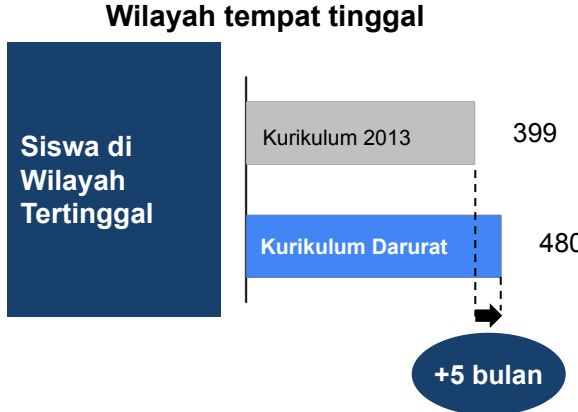 Wilayah tempat tinggal
Siswa di
Wilayah
Tertinggal
Kurikulum 2013
399
Kurikulum Darurat
480
+5 bulan